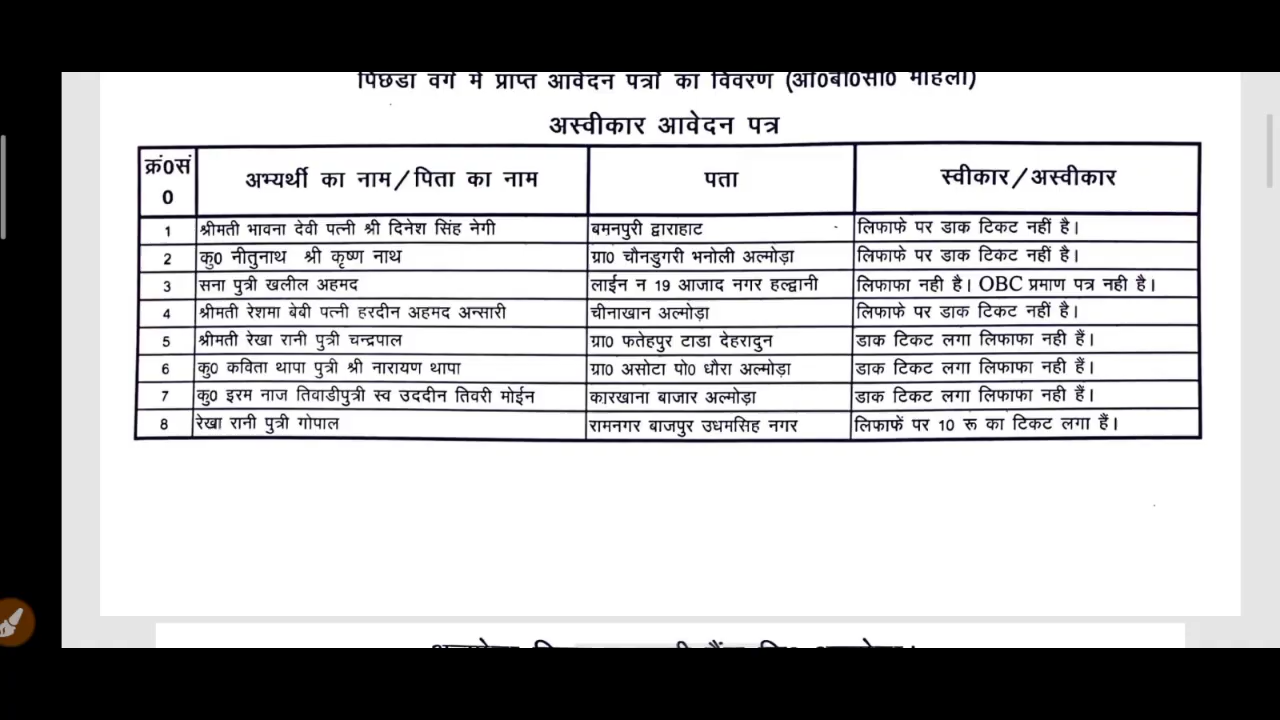 पिछडा वर्ग में प्राप्त आवेदन पत्रों का विवरण (ओ0बी0सी0 महिला)
अस्वीकार आवेदन पत्र
क्रं0सं0 अभ्यर्थी का नाम/पिता का नाम पता स्वीकार/अस्वीकार
1 श्रीमती भावना देवी पत्नी श्री दिनेश सिंह नेगी बमनपुरी द्वाराहाट लिफाफे पर डाक टिकट नहीं है।
2 कु0 नीतुनाथ श्री कृष्ण नाथ ग्रा0 चौनडुगरी भनोली अल्मोड़ा लिफाफे पर डाक टिकट नहीं है।
3 सना पुत्री खलील अहमद लाईन न 19 आजाद नगर हल्द्वानी लिफाफा नही है। OBC प्रमाण पत्र नही है।
4 श्रीमती रेशमा बेबी पत्नी हरदीन अहमद अन्सारी चीनाखान अल्मोड़ा लिफाफे पर डाक टिकट नहीं है।
5 श्रीमती रेखा रानी पुत्री चन्द्रपाल ग्रा0 फतेहपुर टाडा देहरादुन डाक टिकट लगा लिफाफा नही हैं।
6 कु0 कविता थापा पुत्री श्री नारायण थापा ग्रा0 असोटा पो0 धौरा अल्मोड़ा डाक टिकट लगा लिफाफा नही हैं।
7 कु0 इरम नाज तिवाडीपुत्री स्व उददीन तिवरी मोईन कारखाना बाजार अल्मोड़ा डाक टिकट लगा लिफाफा नही हैं।
8 रेखा रानी पुत्री गोपाल रामनगर बाजपुर उधमसिह नगर लिफाफें पर 10 रू का टिकट लगा हैं।